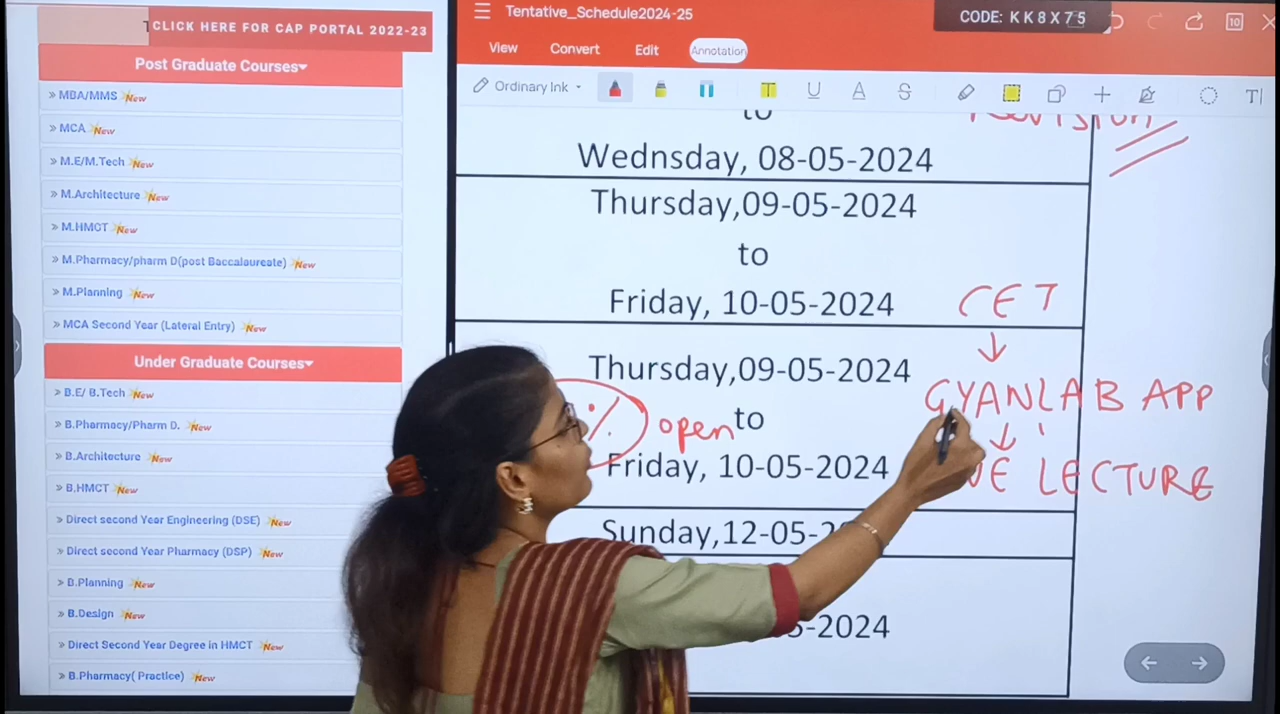 CLICK HERE FOR CAP PORTAL 2022-23
Post Graduate Courses
» MBA/MMS New
» MCA New
» M.E/M.Tech New
» M.Architecture New
» M.HMCT New
» M.Pharmacy/pharm D(post Baccalaureate) New
» M.Planning New
» MCA Second Year (Lateral Entry) New
Under Graduate Courses
» B.E/ B.Tech New
» B.Pharmacy/Pharm D. New
» B.Architecture New
» B.HMCT New
» Direct second Year Engineering (DSE) New
» Direct second Year Pharmacy (DSP) New
» B.Planning New
» B.Design New
» Direct Second Year Degree in HMCT New
» B.Pharmacy( Practice) New
Tentative_Schedule2024-25
CODE: KK8X75
10
View Convert Edit Annotation
Ordinary Ink
T U A S T
to
Revision
Wednsday, 08-05-2024
Thursday,09-05-2024
to
Friday, 10-05-2024
CET
Thursday,09-05-2024
GYANLAB APP
% open
to
Friday, 10-05-2024
LECTURE
Sunday,12-05-
-2024